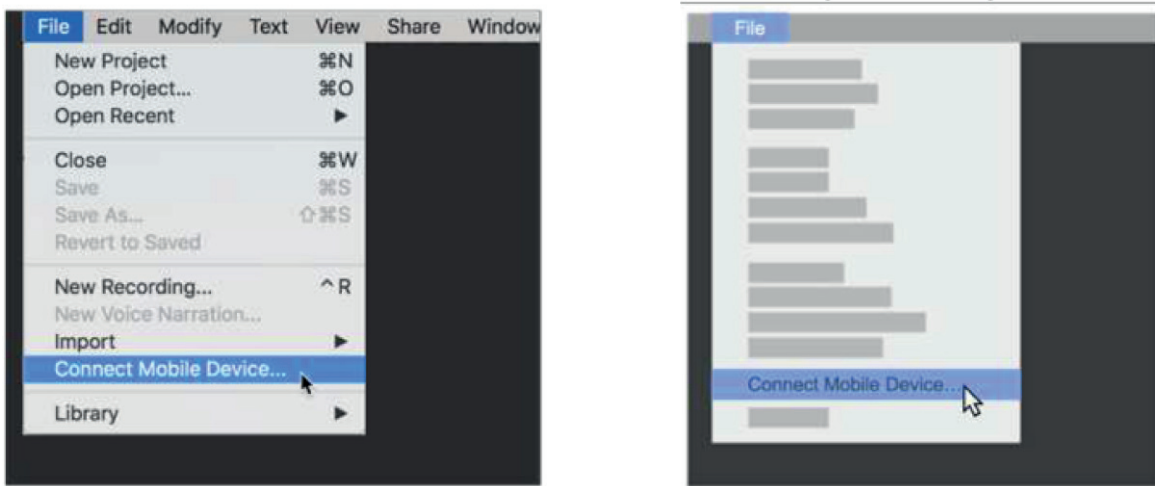 File Edit Modify Text View Share Window
New Project ⌘N
Open Project... ⌘O
Open Recent ▶
Close ⌘W
Save ⌘S
Save As... ⇧⌘S
Revert to Saved
New Recording... ^R
New Voice Narration...
Import ▶
Connect Mobile Device...
Library ▶
File
Connect Mobile Device...